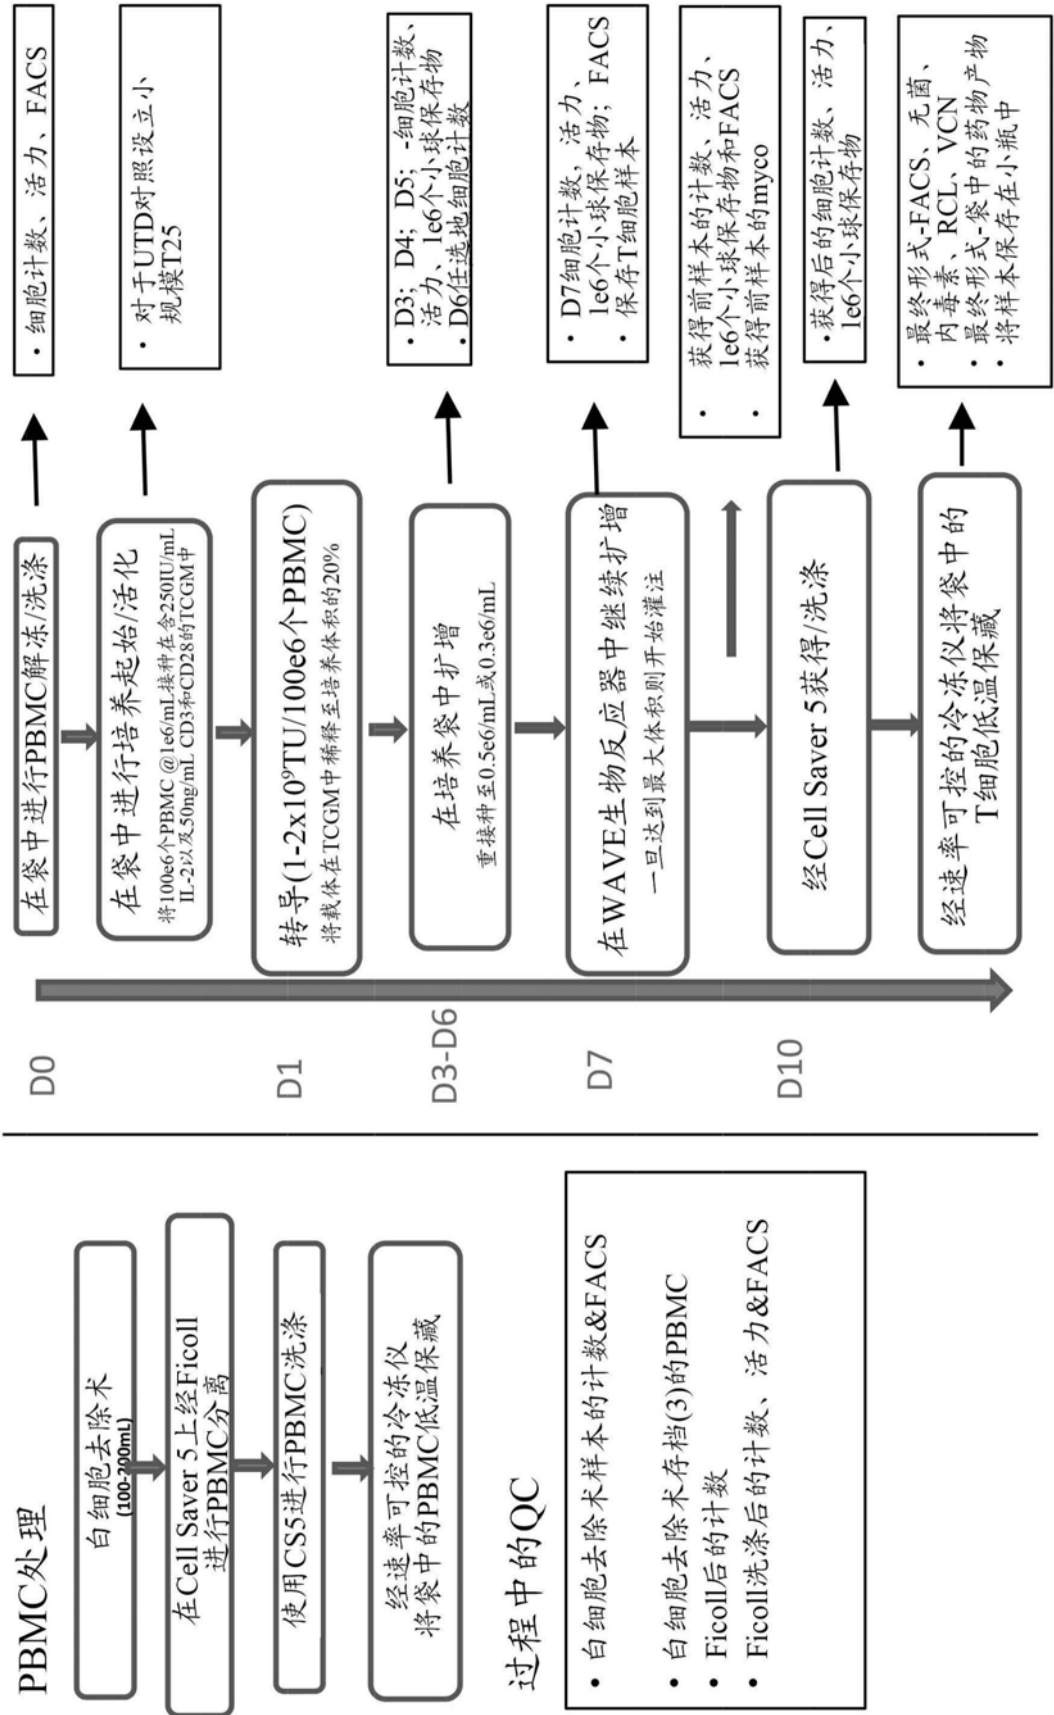 PBMC处理
白细胞去除术
(100-200mL)
在Cell Saver 5上经Ficoll
进行PBMC分离
使用CS5进行PBMC洗涤
经速率可控的冷冻仪
将袋中的PBMC低温保藏
过程中的QC
• 白细胞去除术样本的计数&FACS
• 白细胞去除术存档(3)的PBMC
• Ficoll后的计数
• Ficoll洗涤后的计数、活力&FACS
D0
D1
D3-D6
D7
D10
在袋中进行PBMC解冻/洗涤
在袋中进行培养起始/活化
将100e6个PBMC @1e6/mL接种在含250IU/mL
IL-2以及50ng/mL CD3和CD28的TCGM中
转导(1-2x10⁹TU/100e6个PBMC)
将载体在TCGM中稀释至培养体积的20%
在培养袋中扩增
重接种至0.5e6/mL或0.3e6/mL
在WAVE生物反应器中继续扩增
一旦达到最大体积则开始灌注
经Cell Saver 5获得/洗涤
经速率可控的冷冻仪将袋中的
T细胞低温保藏
• 细胞计数、活力、FACS
• 对于UTD对照设立小
规模T25
• D3; D4; D5; -细胞计数、
活力、1e6个小球保存物
• D6任选地细胞计数
• D7细胞计数, 活力、
1e6个小球保存物; FACS
• 保存T细胞样本
• 获得前样本的计数、活力、
1e6个小球保存物和FACS
• 获得前样本的myco
• 获得后的细胞计数、活力、
1e6个小球保存物
• 最终形式-FACS、无菌、
内毒素、RCL、VCN
• 最终形式-袋中的药物产物
• 将样本保存在小瓶中